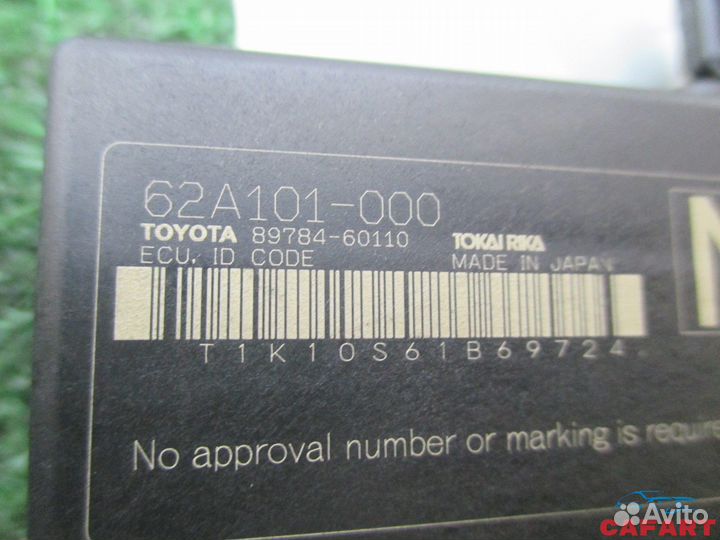 62A101-000
TOYOTA 89784-60110 TOKAI RIKA
ECU, ID CODE MADE IN JAPAN
T1K10S61B69724
No approval number or marking is require
Avito
CAFART